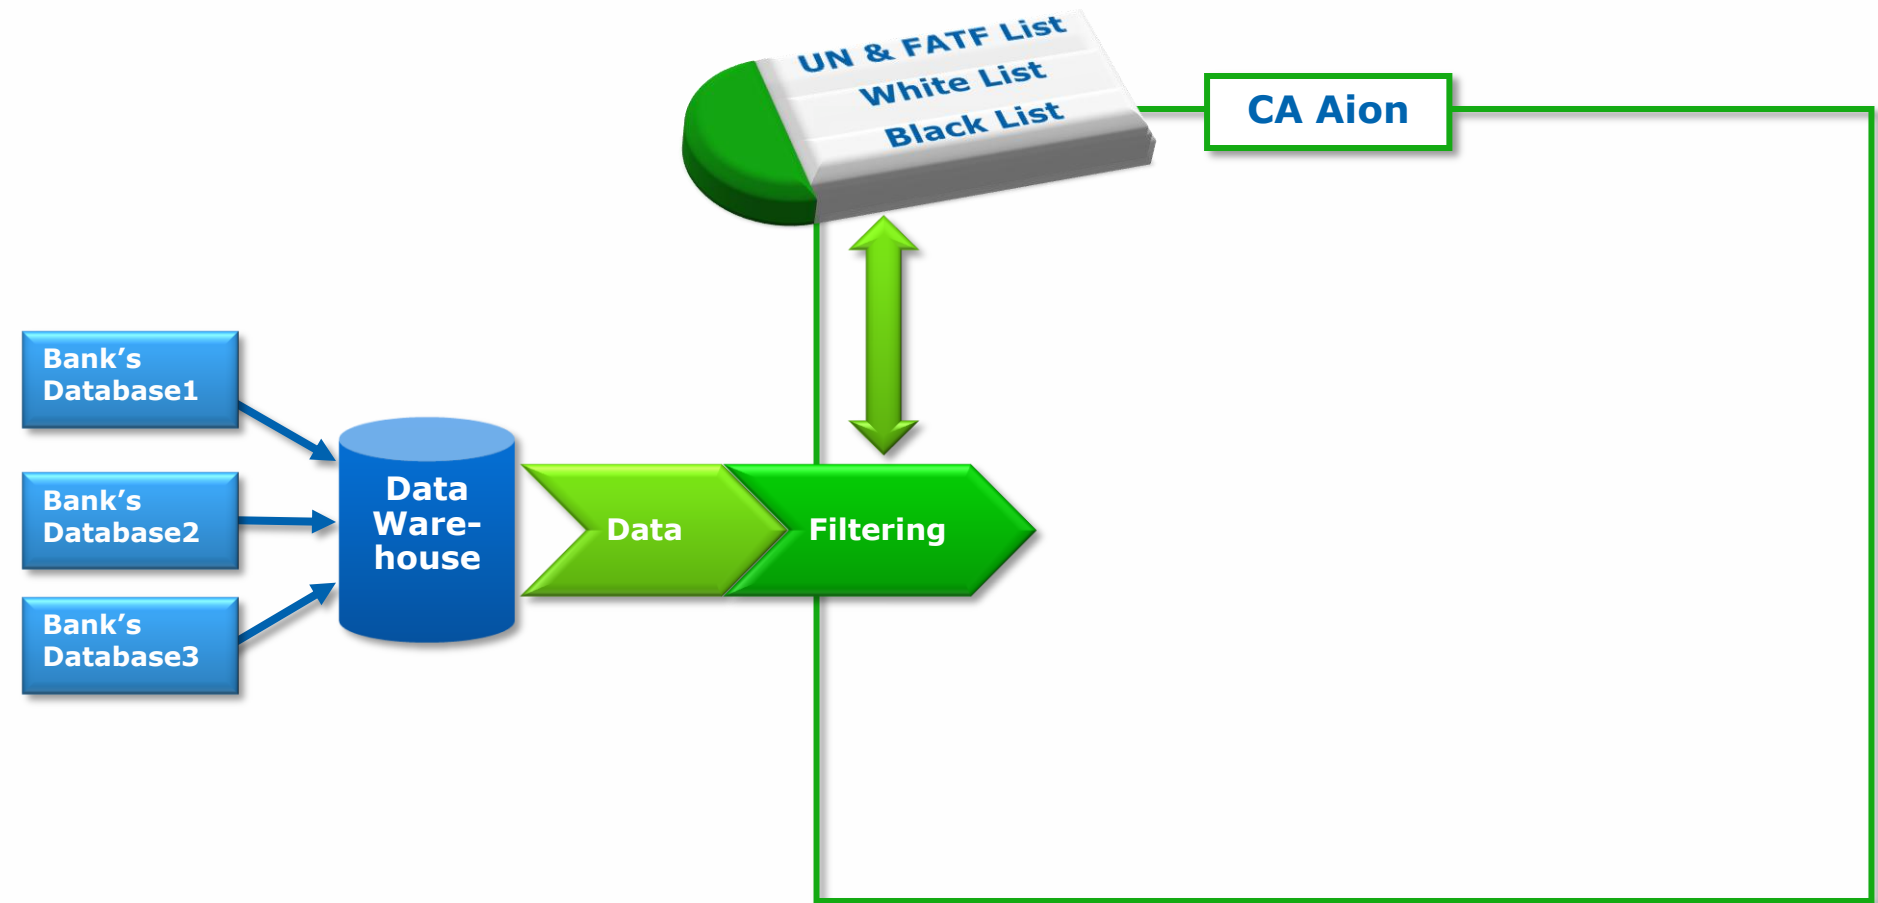 UN & FATF List
White List
Black List
CA Aion
Bank’s
Database1
Bank’s
Database2
Bank’s
Database3
Data
Ware-
house
Data
Filtering